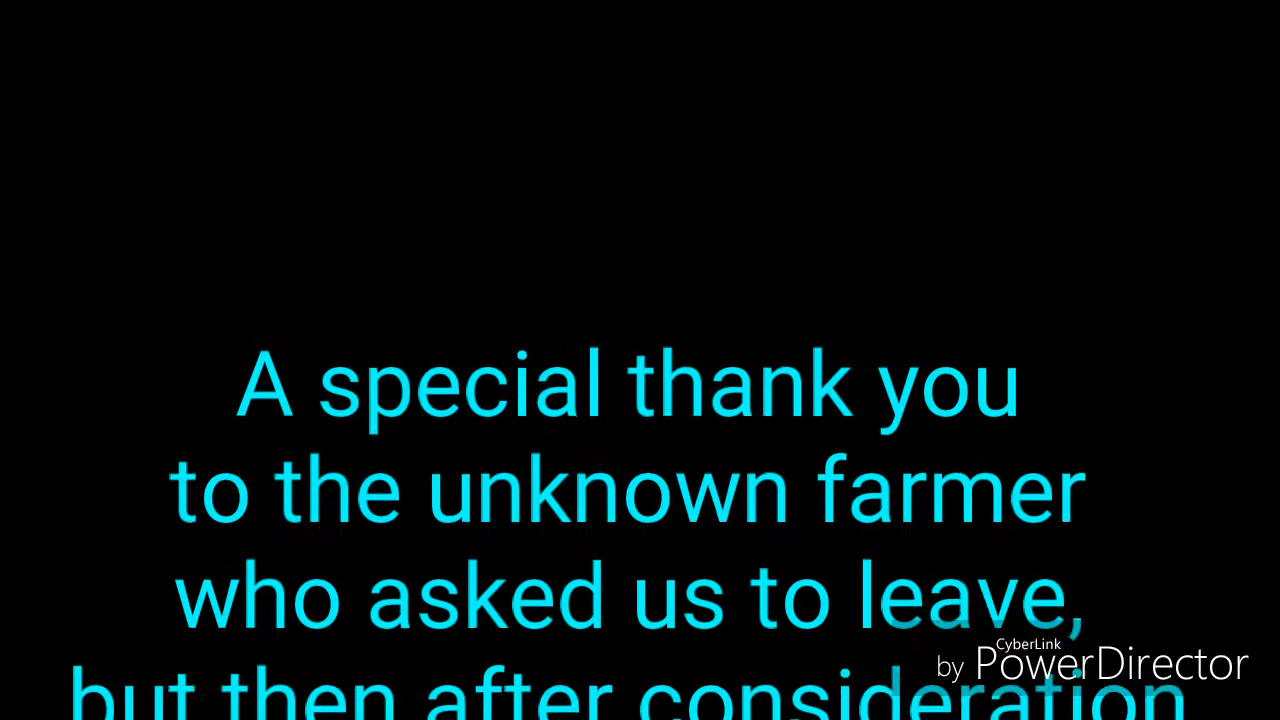 A special thank you
to the unknown farmer
who asked us to leave,
but then after consideration
CyberLink
by PowerDirector